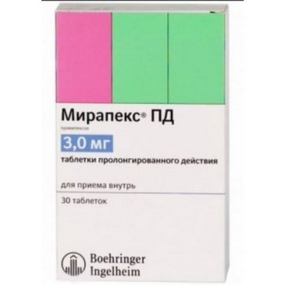 Мирапекс® ПД
прамипексол
3,0 мг
таблетки пролонгированного действия
для приема внутрь
30 таблеток
Boehringer
Ingelheim